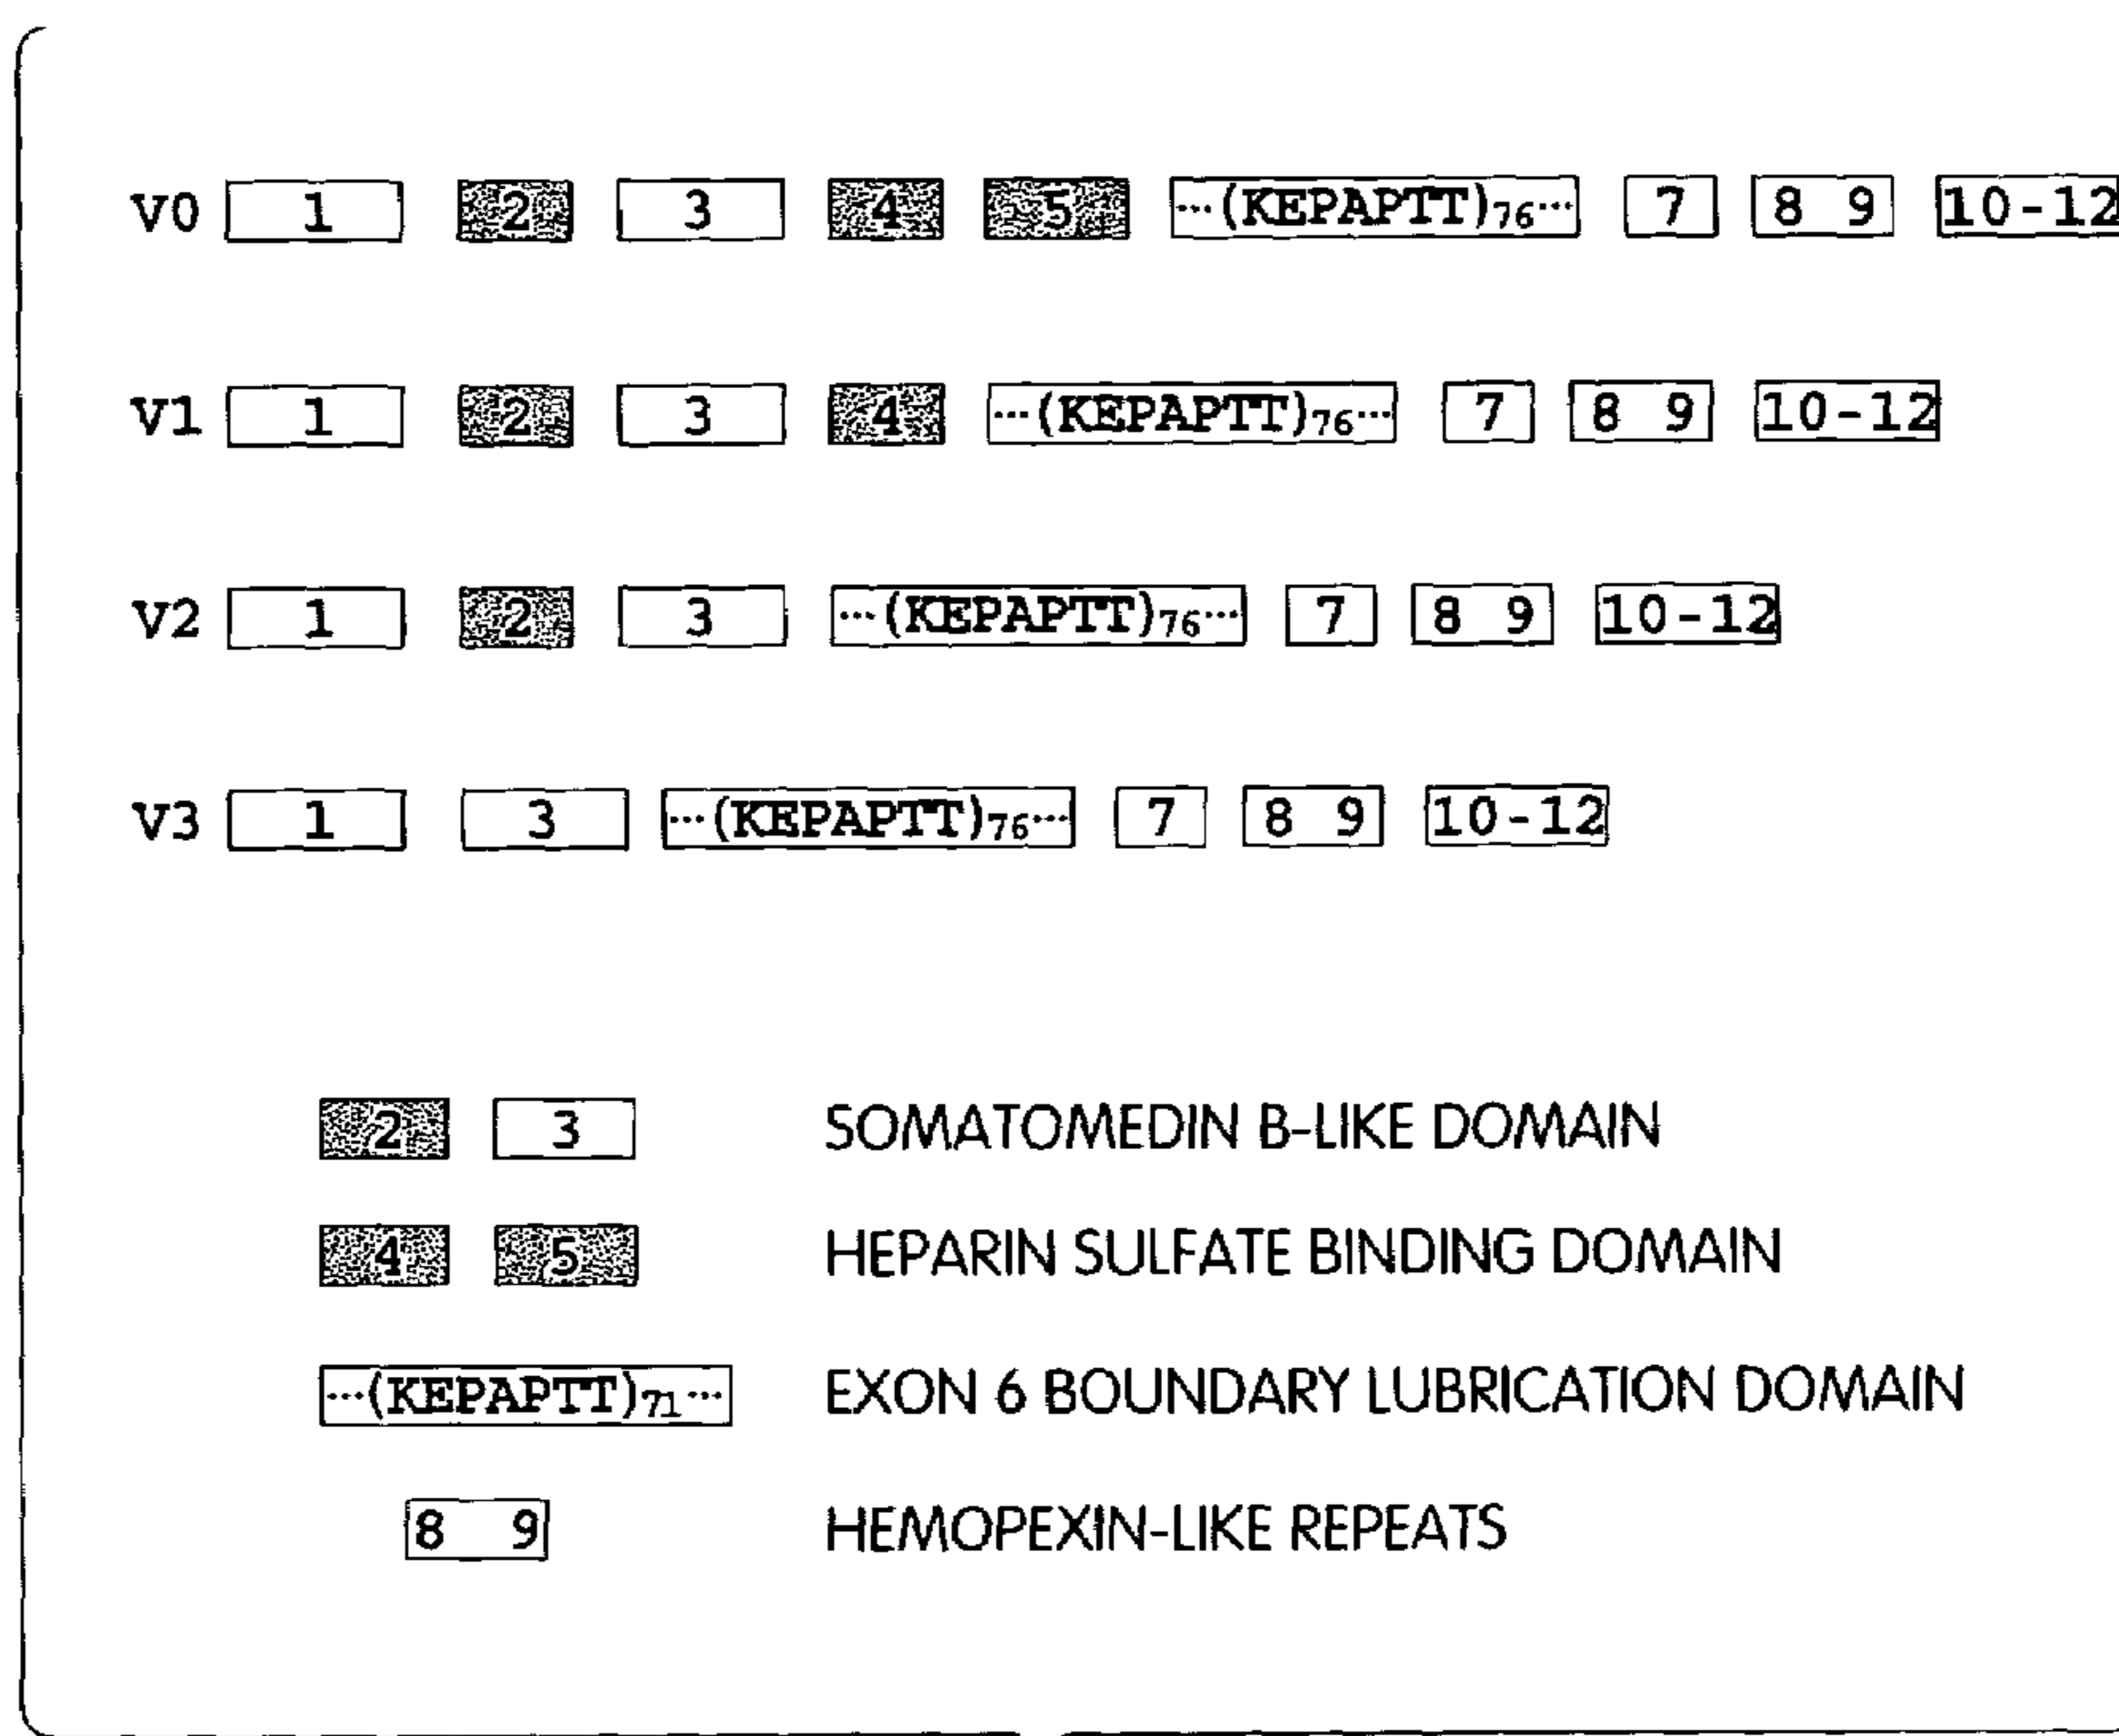 V0 1 2 3 4 5 ···(KEPAPTT)76··· 7 8 9 10-12
V1 1 2 3 4 ···(KEPAPTT)76··· 7 8 9 10-12
V2 1 2 3 ···(KEPAPTT)76··· 7 8 9 10-12
V3 1 3 ···(KEPAPTT)76··· 7 8 9 10-12
2 3 SOMATOMEDIN B-LIKE DOMAIN
4 5 HEPARIN SULFATE BINDING DOMAIN
···(KEPAPTT)71··· EXON 6 BOUNDARY LUBRICATION DOMAIN
8 9 HEMOPEXIN-LIKE REPEATS